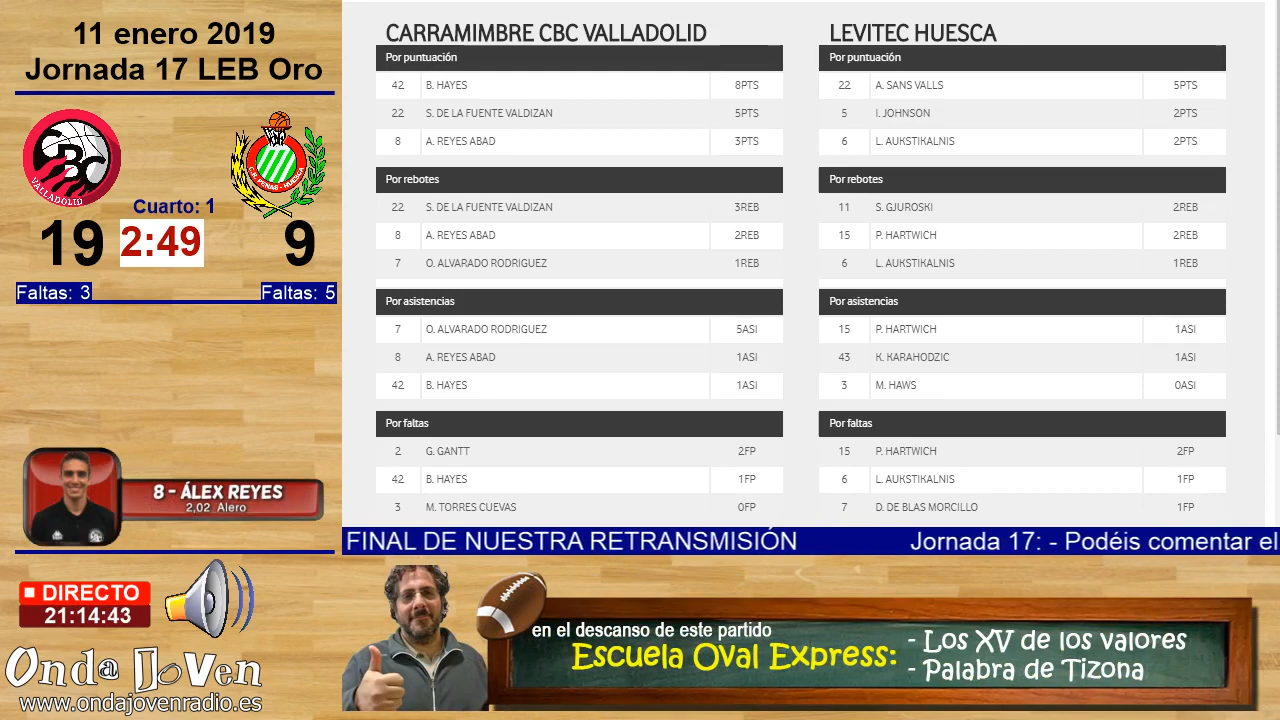 11 enero 2019
Jornada 17 LEB Oro
BC
VALLADOLID
C.B. PEÑAS - HUESCA
Cuarto: 1
19 2:49 9
Faltas: 3 Faltas: 5
8 - ÁLEX REYES
2,02 Alero
DIRECTO
21:14:43
Onda Joven
www.ondajovenradio.es
CARRAMIMBRE CBC VALLADOLID
Por puntuación
42 B. HAYES 8PTS
22 S. DE LA FUENTE VALDIZAN 5PTS
8 A. REYES ABAD 3PTS
Por rebotes
22 S. DE LA FUENTE VALDIZAN 3REB
8 A. REYES ABAD 2REB
7 O. ALVARADO RODRIGUEZ 1REB
Por asistencias
7 O. ALVARADO RODRIGUEZ 5ASI
8 A. REYES ABAD 1ASI
42 B. HAYES 1ASI
Por faltas
2 G. GANTT 2FP
42 B. HAYES 1FP
3 M. TORRES CUEVAS 0FP
LEVITEC HUESCA
Por puntuación
22 A. SANS VALLS 5PTS
5 I. JOHNSON 2PTS
6 L. AUKSTIKALNIS 2PTS
Por rebotes
11 S. GJUROSKI 2REB
15 P. HARTWICH 2REB
6 L. AUKSTIKALNIS 1REB
Por asistencias
15 P. HARTWICH 1ASI
43 K. KARAHODZIC 1ASI
3 M. HAWS 0ASI
Por faltas
15 P. HARTWICH 2FP
6 L. AUKSTIKALNIS 1FP
7 D. DE BLAS MORCILLO 1FP
FINAL DE NUESTRA RETRANSMISIÓN Jornada 17: - Podéis comentar el
en el descanso de este partido
Escuela Oval Express:
- Los XV de los valores
- Palabra de Tizona